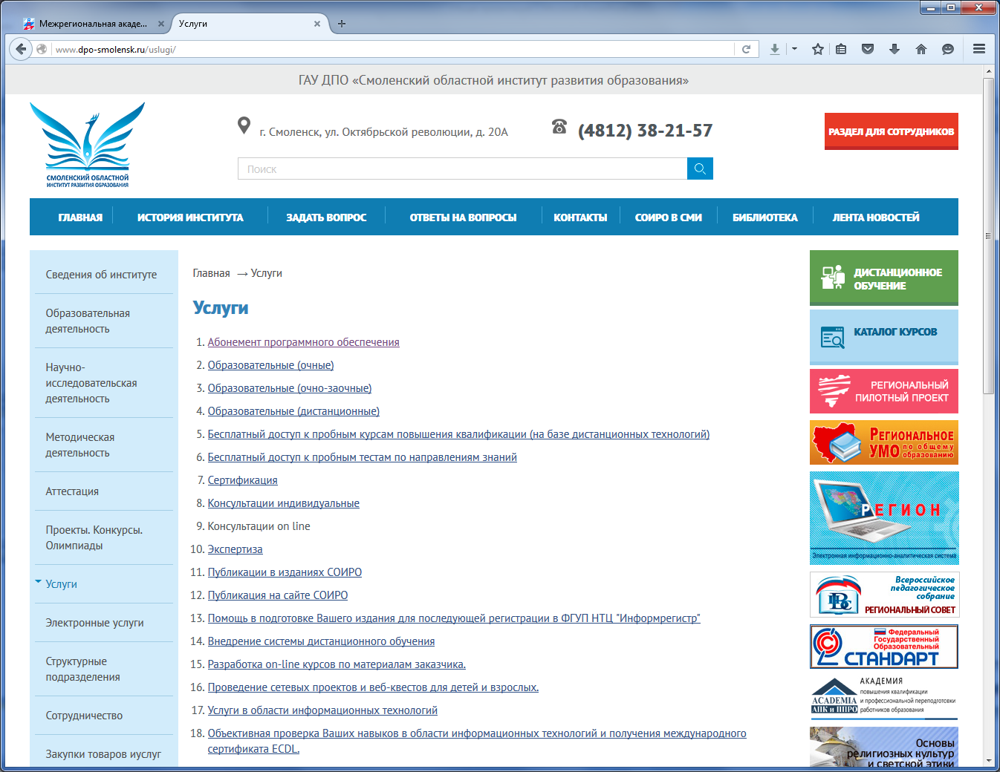 Межрегиональная акаде...
Услуги
www.dpo-smolensk.ru/uslugi/
ГАУ ДПО «Смоленский областной институт развития образования»
СМОЛЕНСКИЙ ОБЛАСТНОЙ
ИНСТИТУТ РАЗВИТИЯ ОБРАЗОВАНИЯ
г. Смоленск, ул. Октябрьской революции, д. 20А
(4812) 38-21-57
РАЗДЕЛ ДЛЯ СОТРУДНИКОВ
Поиск
ГЛАВНАЯ
ИСТОРИЯ ИНСТИТУТА
ЗАДАТЬ ВОПРОС
ОТВЕТЫ НА ВОПРОСЫ
КОНТАКТЫ
СОИРО В СМИ
БИБЛИОТЕКА
ЛЕНТА НОВОСТЕЙ
Сведения об институте
Образовательная
деятельность
Научно-
исследовательская
деятельность
Методическая
деятельность
Аттестация
Проекты. Конкурсы.
Олимпиады
Услуги
Электронные услуги
Структурные
подразделения
Сотрудничество
Закупки товаров иуслуг
Главная → Услуги
Услуги
1. Абонемент программного обеспечения
2. Образовательные (очные)
3. Образовательные (очно-заочные)
4. Образовательные (дистанционные)
5. Бесплатный доступ к пробным курсам повышения квалификации (на базе дистанционных технологий)
6. Бесплатный доступ к пробным тестам по направлениям знаний
7. Сертификация
8. Консультации индивидуальные
9. Консультации on line
10. Экспертиза
11. Публикации в изданиях СОИРО
12. Публикация на сайте СОИРО
13. Помощь в подготовке Вашего издания для последующей регистрации в ФГУП НТЦ "Информрегистр"
14. Внедрение системы дистанционного обучения
15. Разработка on-line курсов по материалам заказчика.
16. Проведение сетевых проектов и веб-квестов для детей и взрослых.
17. Услуги в области информационных технологий
18. Объективная проверка Ваших навыков в области информационных технологий и получения международного
сертификата ECDL.
ДИСТАНЦИОННОЕ
ОБУЧЕНИЕ
КАТАЛОГ КУРСОВ
РЕГИОНАЛЬНЫЙ
ПИЛОТНЫЙ ПРОЕКТ
РЕГИОНАЛЬНОЕ
УМО по общему
образованию
РЕГИОН
Электронная информационно-аналитическая система
Всероссийское
педагогическое
собрание
РЕГИОНАЛЬНЫЙ СОВЕТ
Федеральный
Государственный
Образовательный
СТАНДАРТ
АКАДЕМИЯ
повышения квалификации
и профессиональной переподготовки
работников образования
ACADEMIA
АПК и ППРО
Основы
религиозных культур
и светской этики